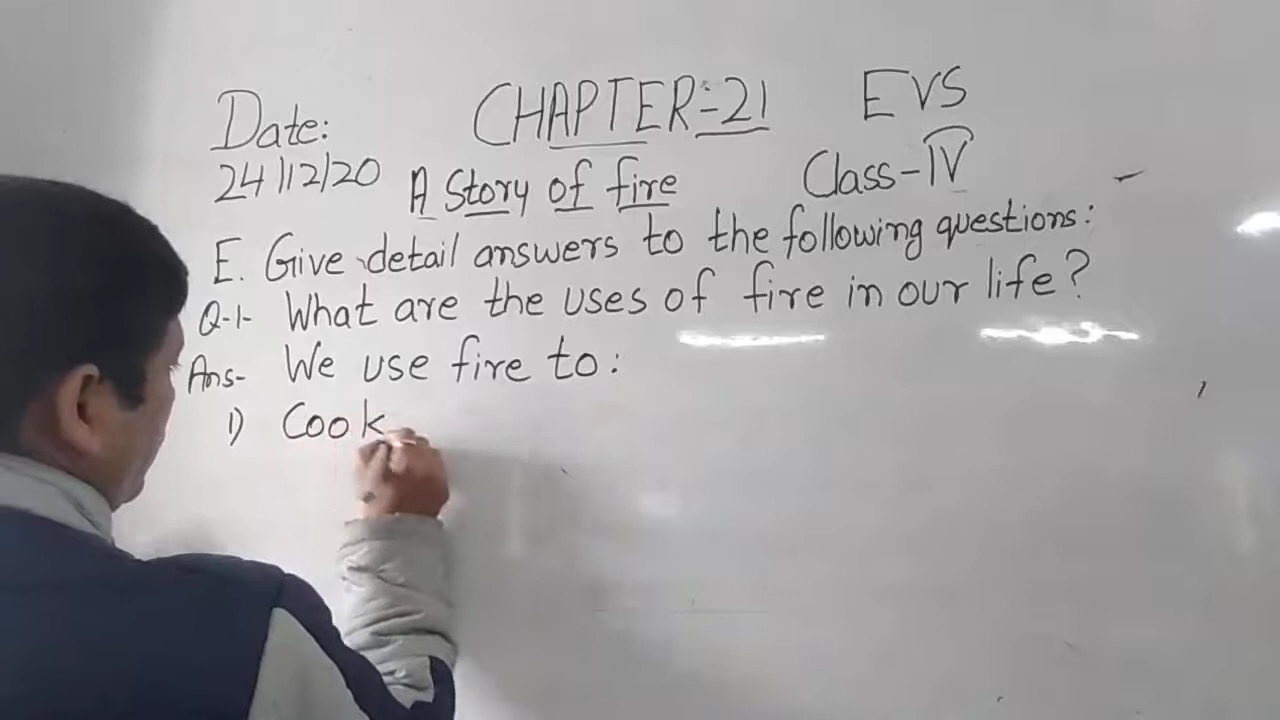 Date: CHAPTER:-21 EVS
24/12/20 A Story of fire Class-IV
E. Give detail answers to the following questions:
Q-1- What are the uses of fire in our life?
Ans- We use fire to:
1) Cook